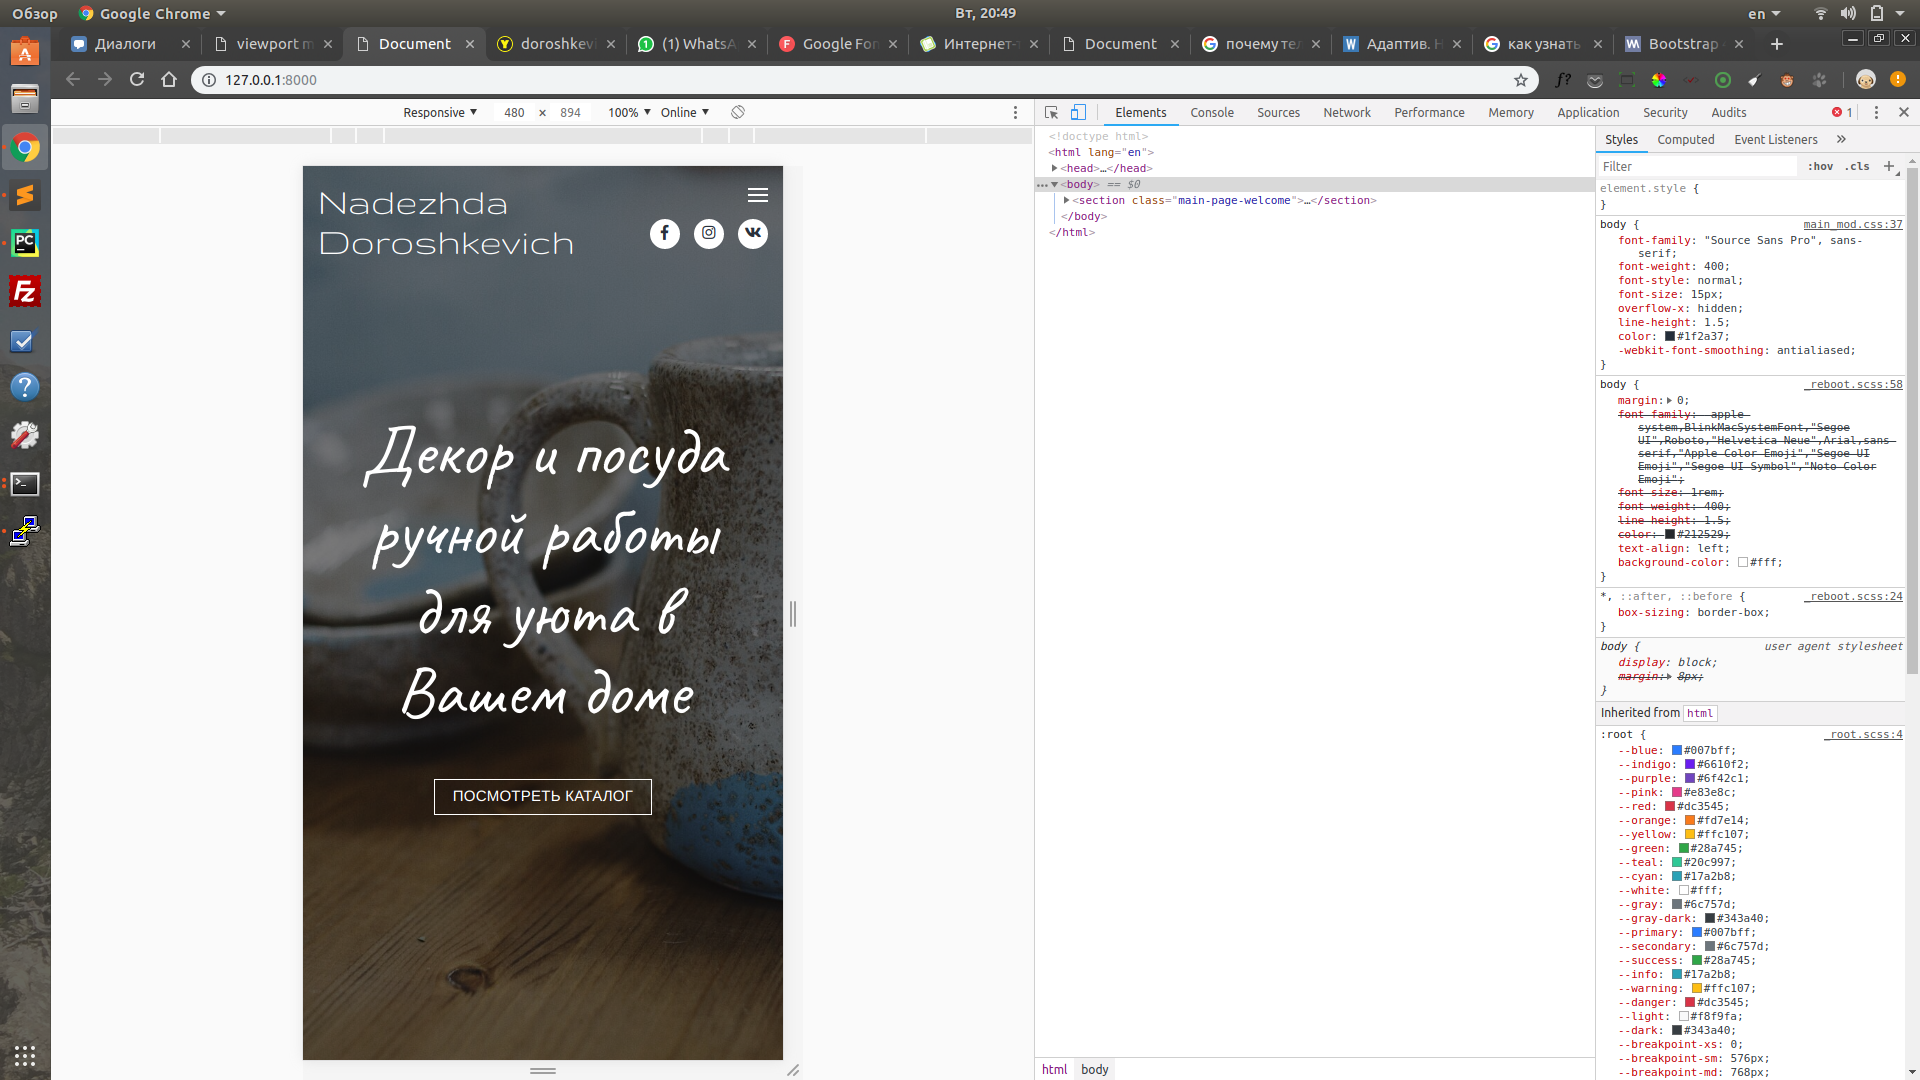 Обзор
Google Chrome
Вт, 20:49
en
Диалоги
viewport m
Document
doroshkevi
(1) WhatsA
Google Fon
Интернет-
Document
почему тел
Адаптив. Н
как узнать
Bootstrap
127.0.0.1:8000
Responsive
480 × 894
100%
Online
Elements
Console
Sources
Network
Performance
Memory
Application
Security
Audits
1
Nadezhda
Doroshkevich
Декор и посуда
ручной работы
для уюта в
Вашем доме
ПОСМОТРЕТЬ КАТАЛОГ
<!doctype html>
<html lang="en">
<head>…</head>
<body> == $0
<section class="main-page-welcome">…</section>
</body>
</html>
html
body
Styles
Computed
Event Listeners
Filter
:hov .cls
element.style {
}
body { main_mod.css:37
font-family: "Source Sans Pro", sans-
serif;
font-weight: 400;
font-style: normal;
font-size: 15px;
overflow-x: hidden;
line-height: 1.5;
color: #1f2a37;
-webkit-font-smoothing: antialiased;
}
body { _reboot.scss:58
margin: 0;
font-family: -apple-
system,BlinkMacSystemFont,"Segoe
UI",Roboto,"Helvetica Neue",Arial,sans-
serif,"Apple Color Emoji","Segoe UI
Emoji","Segoe UI Symbol","Noto Color
Emoji";
font-size: 1rem;
font-weight: 400;
line-height: 1.5;
color: #212529;
text-align: left;
background-color: #fff;
}
*, ::after, ::before { _reboot.scss:24
box-sizing: border-box;
}
body { user agent stylesheet
display: block;
margin: 8px;
}
Inherited from html
:root { _root.scss:4
--blue: #007bff;
--indigo: #6610f2;
--purple: #6f42c1;
--pink: #e83e8c;
--red: #dc3545;
--orange: #fd7e14;
--yellow: #ffc107;
--green: #28a745;
--teal: #20c997;
--cyan: #17a2b8;
--white: #fff;
--gray: #6c757d;
--gray-dark: #343a40;
--primary: #007bff;
--secondary: #6c757d;
--success: #28a745;
--info: #17a2b8;
--warning: #ffc107;
--danger: #dc3545;
--light: #f8f9fa;
--dark: #343a40;
--breakpoint-xs: 0;
--breakpoint-sm: 576px;
--breakpoint-md: 768px;